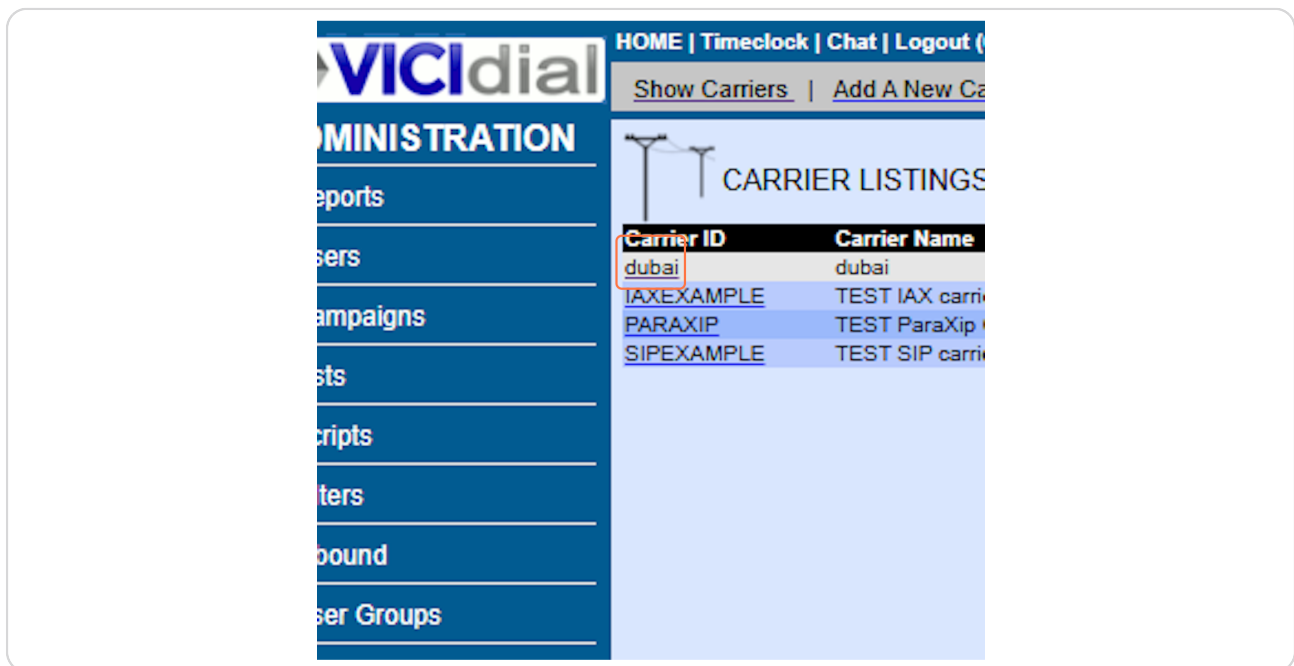 VICIdial
HOME | Timeclock | Chat | Logout (
Show Carriers | Add A New Ca
MINISTRATION
eports
sers
ampaigns
sts
cripts
lters
bound
ser Groups
CARRIER LISTINGS
Carrier ID Carrier Name
dubai dubai
IAXEXAMPLE TEST IAX carri
PARAXIP TEST ParaXip
SIPEXAMPLE TEST SIP carri